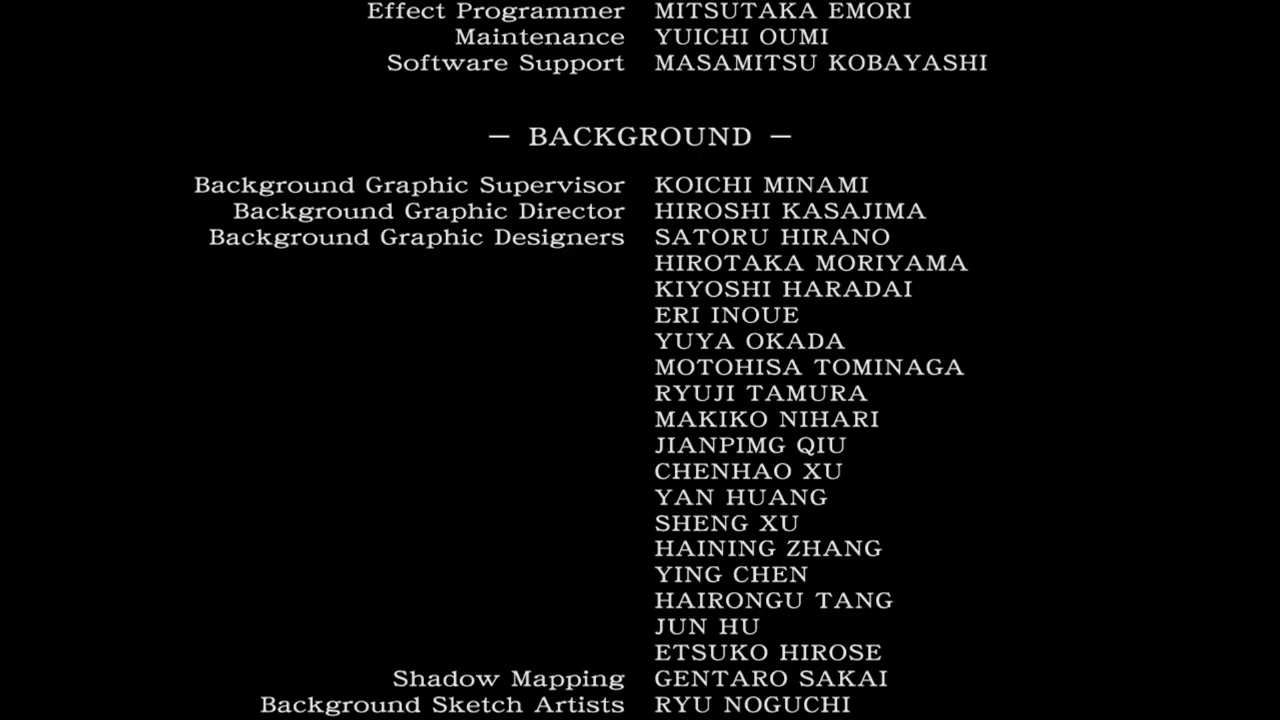 Effect Programmer MITSUTAKA EMORI
Maintenance YUICHI OUMI
Software Support MASAMITSU KOBAYASHI
— BACKGROUND —
Background Graphic Supervisor KOICHI MINAMI
Background Graphic Director HIROSHI KASAJIMA
Background Graphic Designers SATORU HIRANO
HIROTAKA MORIYAMA
KIYOSHI HARADAI
ERI INOUE
YUYA OKADA
MOTOHISA TOMINAGA
RYUJI TAMURA
MAKIKO NIHARI
JIANPIMG QIU
CHENHAO XU
YAN HUANG
SHENG XU
HAINING ZHANG
YING CHEN
HAIRONGU TANG
JUN HU
ETSUKO HIROSE
Shadow Mapping GENTARO SAKAI
Background Sketch Artists RYU NOGUCHI